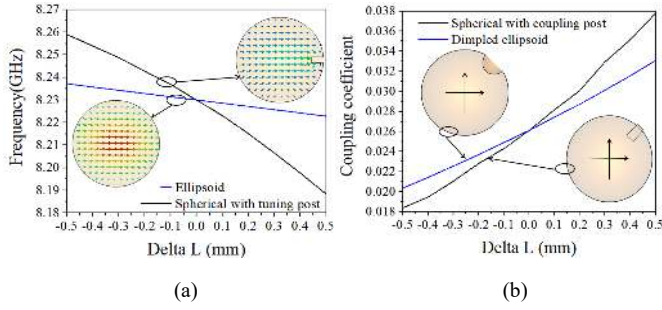 (a)
8.27
8.26
8.25
8.24
8.23
8.22
8.21
8.20
8.19
8.18
Frequency(GHz)
Ellipsoid
Spherical with tuning post
-0.5 -0.4 -0.3 -0.2 -0.1 0.0 0.1 0.2 0.3 0.4 0.5
Delta L (mm)
(b)
0.038
0.036
0.034
0.032
0.030
0.028
0.026
0.024
0.022
0.020
0.018
Coupling coefficient
Spherical with coupling post
Dimpled ellipsoid
-0.5 -0.4 -0.3 -0.2 -0.1 0.0 0.1 0.2 0.3 0.4 0.5
Delta L (mm)
(a)
(b)